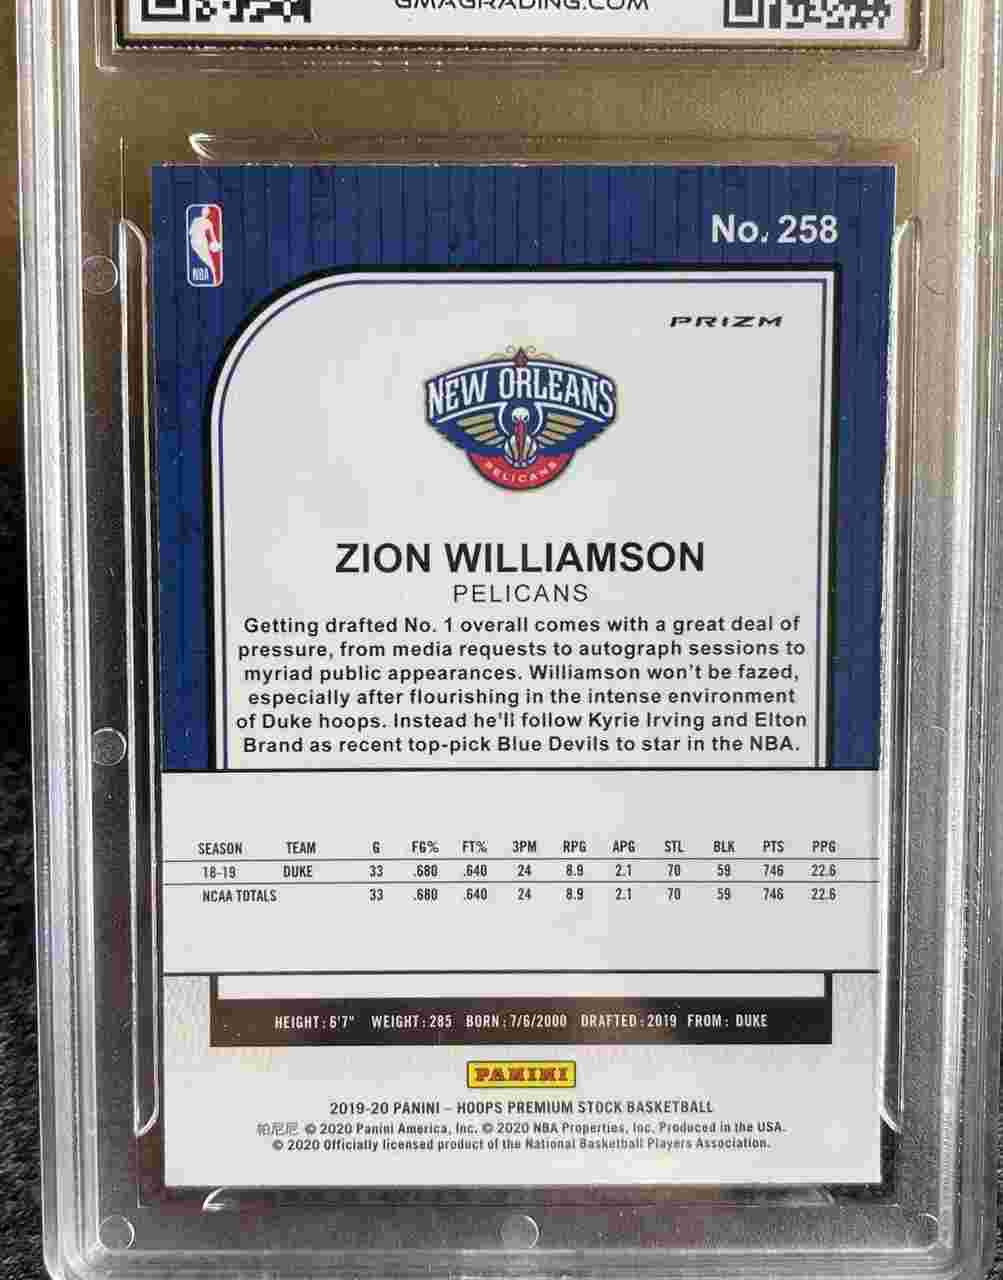 GMAGRADING.COM
NBA
No. 258
PRIZM
NEW ORLEANS
PELICANS
ZION WILLIAMSON
PELICANS
Getting drafted No. 1 overall comes with a great deal of
pressure, from media requests to autograph sessions to
myriad public appearances. Williamson won't be fazed,
especially after flourishing in the intense environment
of Duke hoops. Instead he'll follow Kyrie Irving and Elton
Brand as recent top-pick Blue Devils to star in the NBA.
SEASON TEAM G FG% FT% 3PM RPG APG STL BLK PTS PPG
18-19 DUKE 33 .680 .640 24 8.9 2.1 70 59 746 22.6
NCAA TOTALS 33 .680 .640 24 8.9 2.1 70 59 746 22.6
HEIGHT: 6'7" WEIGHT: 285 BORN: 7/6/2000 DRAFTED: 2019 FROM: DUKE
PANINI
2019-20 PANINI – HOOPS PREMIUM STOCK BASKETBALL
帕尼尼 © 2020 Panini America, Inc. © 2020 NBA Properties, Inc. Produced in the USA.
© 2020 Officially licensed product of the National Basketball Players Association.